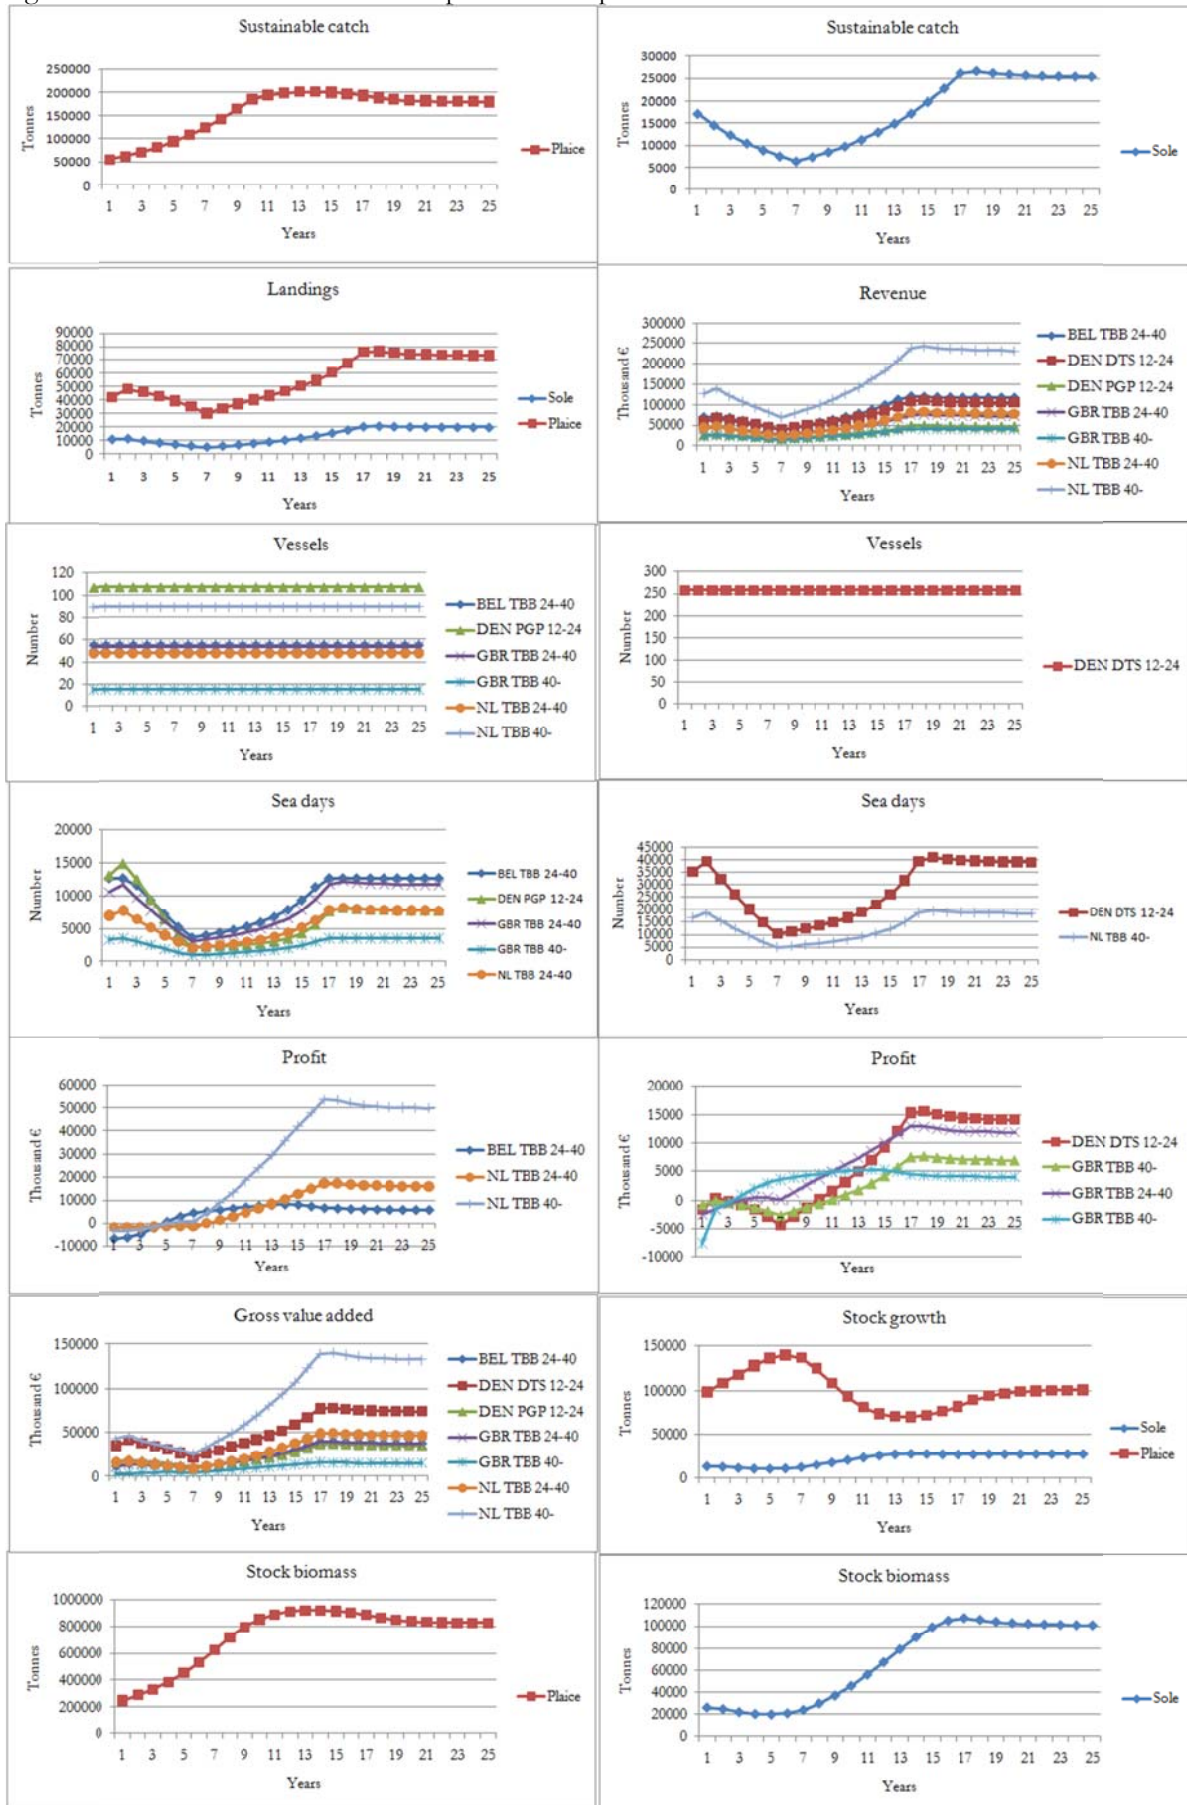 Sustainable catch
250000
200000
150000
100000
50000
0
Tonnes
1 3 5 7 9 11 13 15 17 19 21 23 25
Years
Plaice
Sustainable catch
30000
25000
20000
15000
10000
5000
0
Tonnes
1 3 5 7 9 11 13 15 17 19 21 23 25
Years
Sole
Landings
90000
80000
70000
60000
50000
40000
30000
20000
10000
0
Tonnes
1 3 5 7 9 11 13 15 17 19 21 23 25
Years
Sole
Plaice
Revenue
300000
250000
200000
150000
100000
50000
0
Thousand €
1 3 5 7 9 11 13 15 17 19 21 23 25
Years
BEL TBB 24-40
DEN DTS 12-24
DEN PGP 12-24
GBR TBB 24-40
GBR TBB 40-
NL TBB 24-40
NL TBB 40-
Vessels
120
100
80
60
40
20
0
Number
1 3 5 7 9 11 13 15 17 19 21 23 25
Years
BEL TBB 24-40
DEN PGP 12-24
GBR TBB 24-40
GBR TBB 40-
NL TBB 24-40
NL TBB 40-
Vessels
300
250
200
150
100
50
0
Number
1 3 5 7 9 11 13 15 17 19 21 23 25
Years
DEN DTS 12-24
Sea days
20000
15000
10000
5000
0
Number
1 3 5 7 9 11 13 15 17 19 21 23 25
Years
BEL TBB 24-40
DEN PGP 12-24
GBR TBB 24-40
GBR TBB 40-
NL TBB 24-40
Sea days
45000
40000
35000
30000
25000
20000
15000
10000
5000
0
Number
1 3 5 7 9 11 13 15 17 19 21 23 25
Years
DEN DTS 12-24
NL TBB 40-
Profit
60000
50000
40000
30000
20000
10000
0
-10000
Thousand €
1 3 5 7 9 11 13 15 17 19 21 23 25
Years
BEL TBB 24-40
NL TBB 24-40
NL TBB 40-
Profit
20000
15000
10000
5000
0
-5000
-10000
Thousand €
1 3 5 7 9 11 13 15 17 19 21 23 25
Years
DEN DTS 12-24
GBR TBB 40-
GBR TBB 24-40
GBR TBB 40-
Gross value added
150000
100000
50000
0
Thousand €
1 3 5 7 9 11 13 15 17 19 21 23 25
Years
BEL TBB 24-40
DEN DTS 12-24
DEN PGP 12-24
GBR TBB 24-40
GBR TBB 40-
NL TBB 24-40
NL TBB 40-
Stock growth
150000
100000
50000
0
Tonnes
1 3 5 7 9 11 13 15 17 19 21 23 25
Years
Sole
Plaice
Stock biomass
1000000
800000
600000
400000
200000
0
Tonnes
1 3 5 7 9 11 13 15 17 19 21 23 25
Years
Plaice
Stock biomass
120000
100000
80000
60000
40000
20000
0
Tonnes
1 3 5 7 9 11 13 15 17 19 21 23 25
Years
Sole